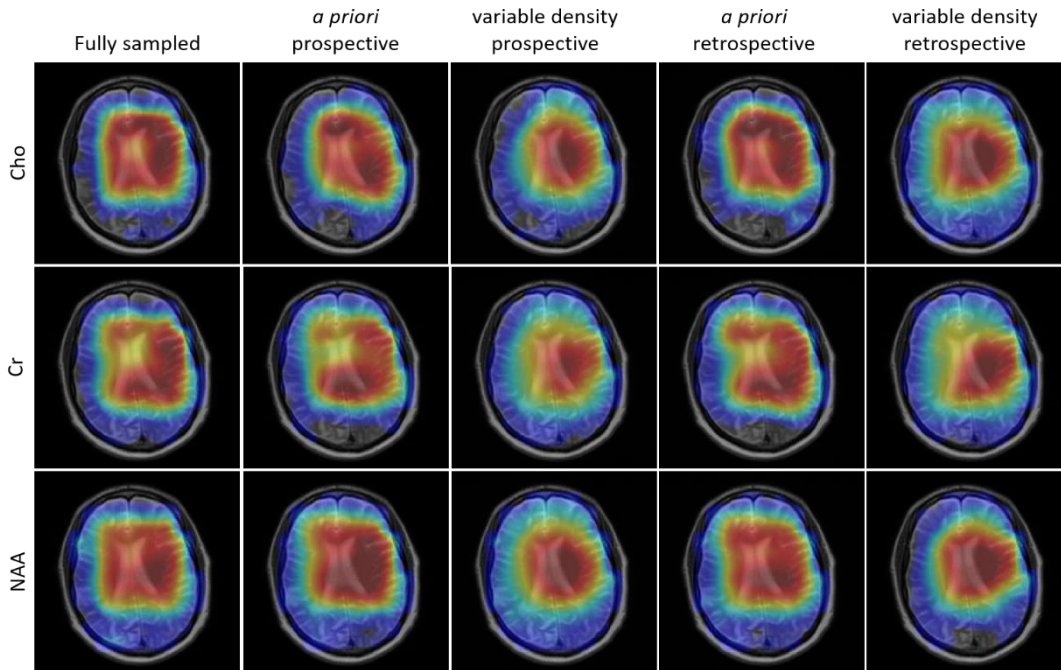 Fully sampled
a priori
prospective
variable density
prospective
a priori
retrospective
variable density
retrospective
Cho
Cr
NAA